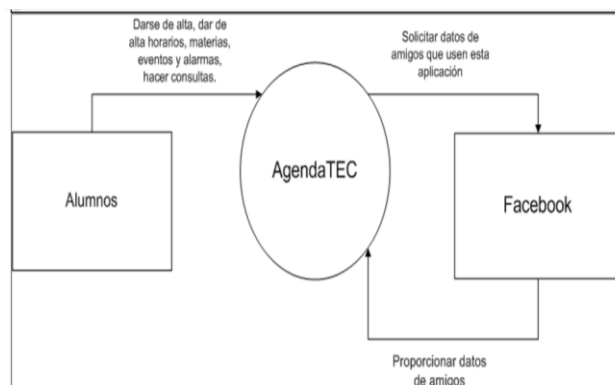 Darse de alta, dar de
alta horarios, materias,
eventos y alarmas,
hacer consultas.
Solicitar datos de
amigos que usen esta
aplicación
Alumnos
AgendaTEC
Facebook
Proporcionar datos
de amigos